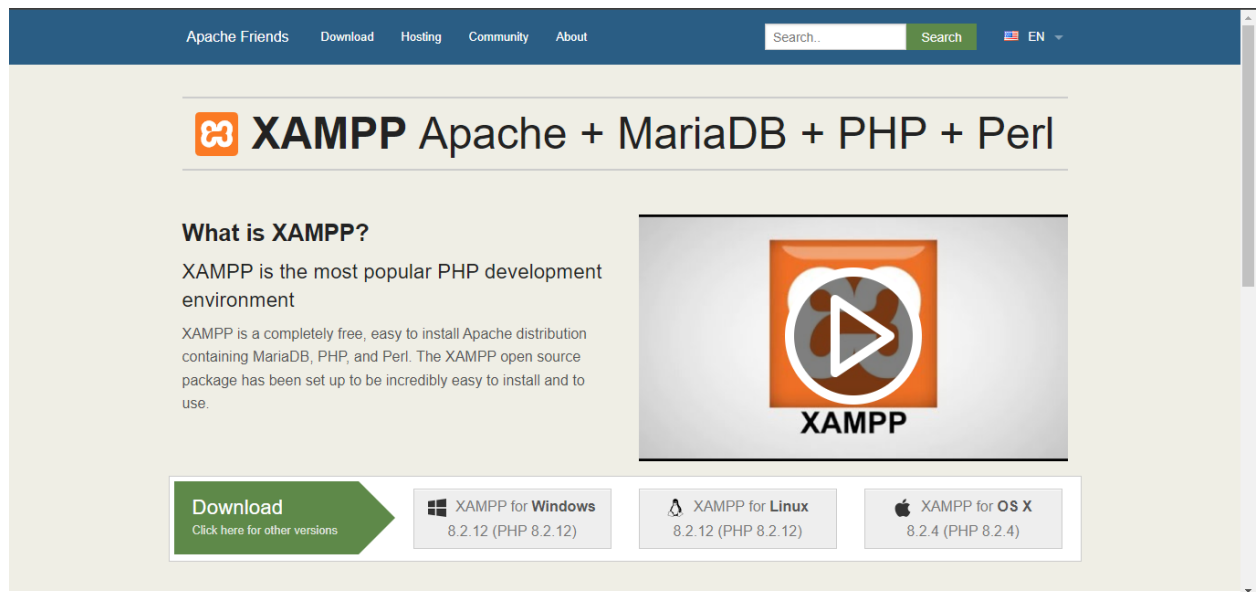 Apache Friends Download Hosting Community About Search.. Search EN
XAMPP Apache + MariaDB + PHP + Perl
What is XAMPP?
XAMPP is the most popular PHP development
environment
XAMPP is a completely free, easy to install Apache distribution
containing MariaDB, PHP, and Perl. The XAMPP open source
package has been set up to be incredibly easy to install and to
use.
XAMPP
Download
Click here for other versions
XAMPP for Windows
8.2.12 (PHP 8.2.12)
XAMPP for Linux
8.2.12 (PHP 8.2.12)
XAMPP for OS X
8.2.4 (PHP 8.2.4)